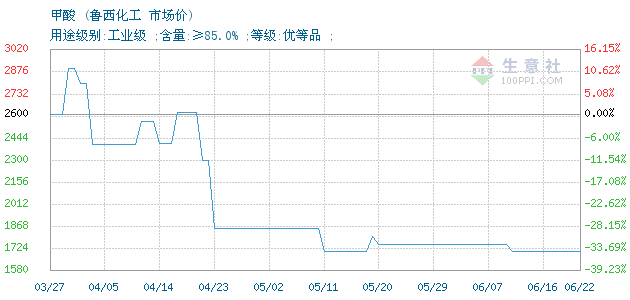 甲酸 (鲁西化工 市场价)
用途级别:工业级 ;含量:≥85.0% ;等级:优等品 ;
3020 16.15%
2876 10.62%
2732 5.08%
2600 0.00%
2444 -6.00%
2300 -11.54%
2156 -17.08%
2012 -22.62%
1868 -28.15%
1724 -33.69%
1580 -39.23%
生意社
100PPI.COM
03/27 04/05 04/14 04/23 05/02 05/11 05/20 05/29 06/07 06/16 06/22